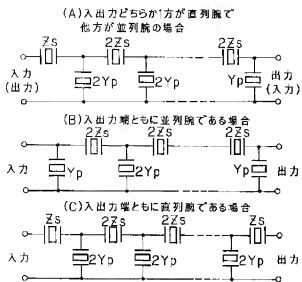 (A)入出力どちらか1方が直列腕で
他方が並列腕の場合
Zs 2Zs 2Zs
入力 出力
(出力) 2Yp 2Yp Yp (入力)
(B)入出力端ともに並列腕である場合
2Zs 2Zs 2Zs
入力 Yp 2Yp Yp 出力
(C)入出力端ともに直列腕である場合
Zs 2Zs 2Zs Zs
入力 2Yp 2Yp 2Yp 出力